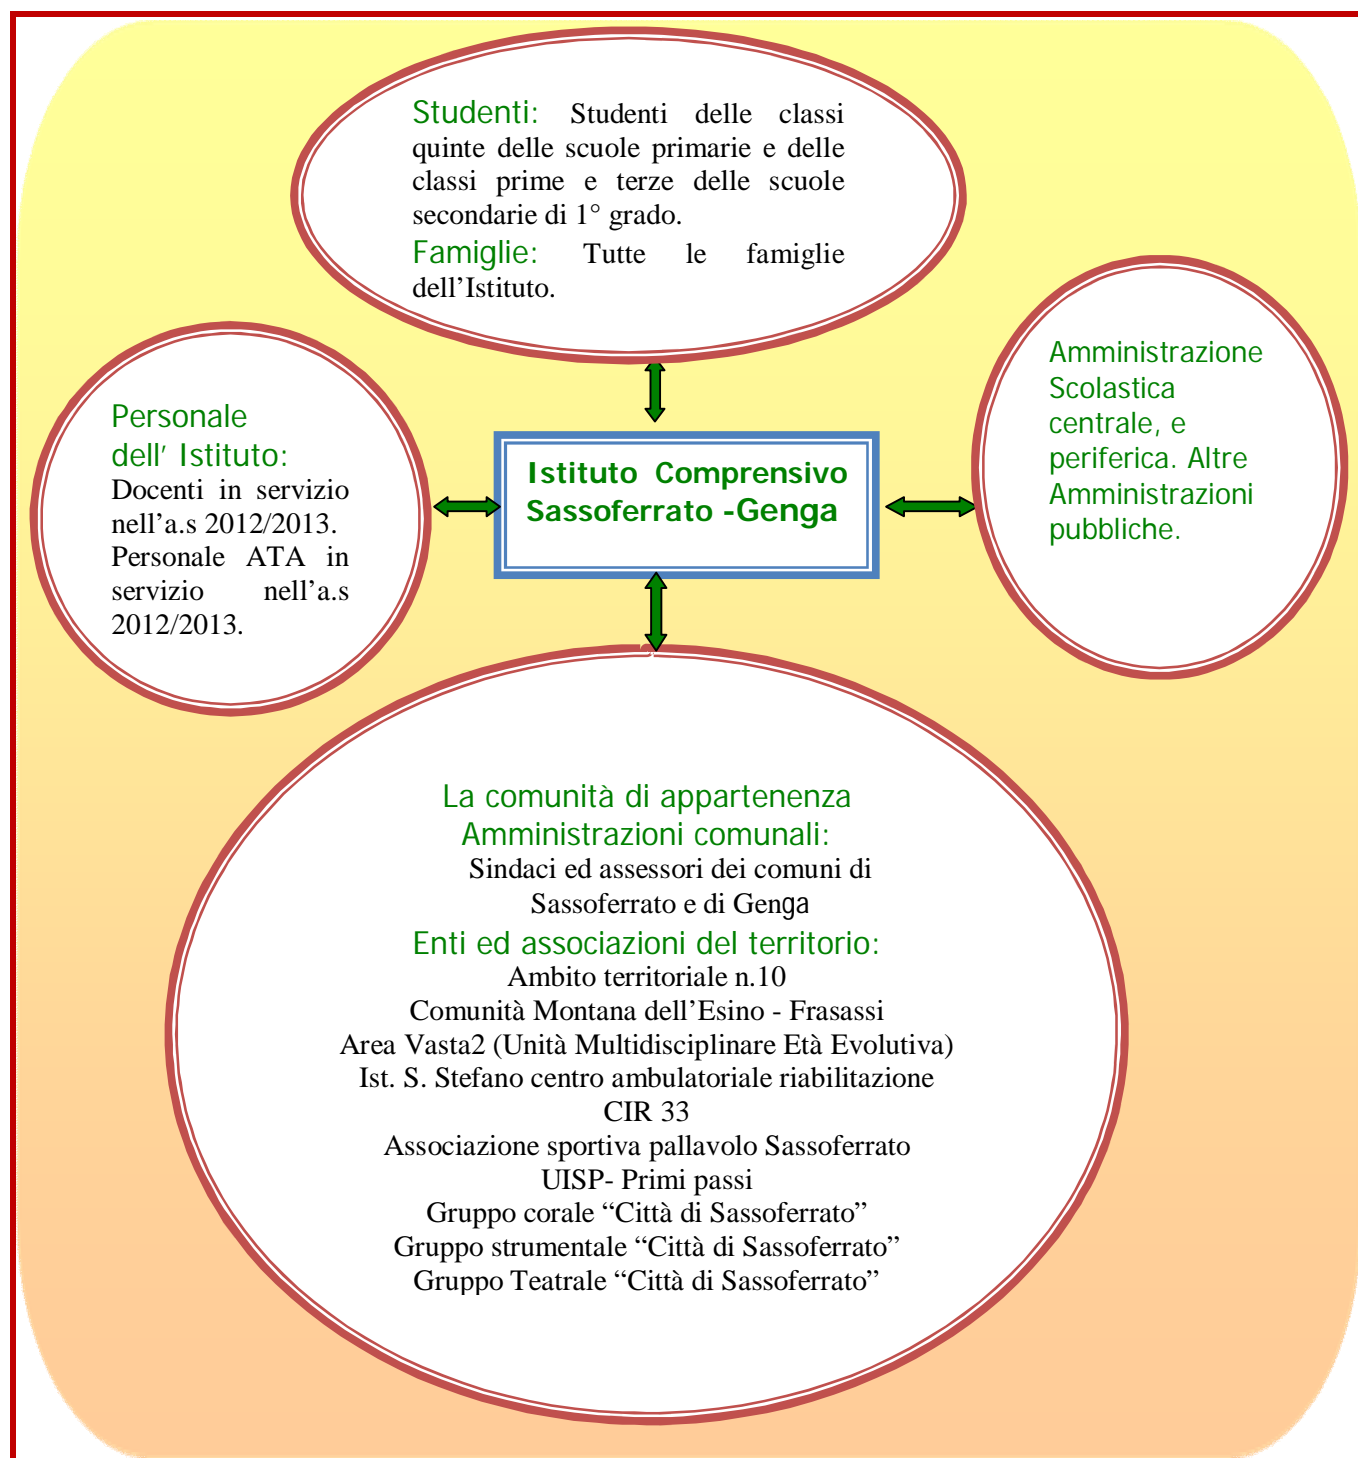 Studenti: Studenti delle classi
quinte delle scuole primarie e delle
classi prime e terze delle scuole
secondarie di 1° grado.
Famiglie: Tutte le famiglie
dell’Istituto.
Personale
dell’ Istituto:
Docenti in servizio
nell’a.s 2012/2013.
Personale ATA in
servizio nell’a.s
2012/2013.
Istituto Comprensivo
Sassoferrato -Genga
Amministrazione
Scolastica
centrale, e
periferica. Altre
Amministrazioni
pubbliche.
La comunità di appartenenza
Amministrazioni comunali:
Sindaci ed assessori dei comuni di
Sassoferrato e di Genga
Enti ed associazioni del territorio:
Ambito territoriale n.10
Comunità Montana dell’Esino - Frasassi
Area Vasta2 (Unità Multidisciplinare Età Evolutiva)
Ist. S. Stefano centro ambulatoriale riabilitazione
CIR 33
Associazione sportiva pallavolo Sassoferrato
UISP- Primi passi
Gruppo corale “Città di Sassoferrato”
Gruppo strumentale “Città di Sassoferrato”
Gruppo Teatrale “Città di Sassoferrato”